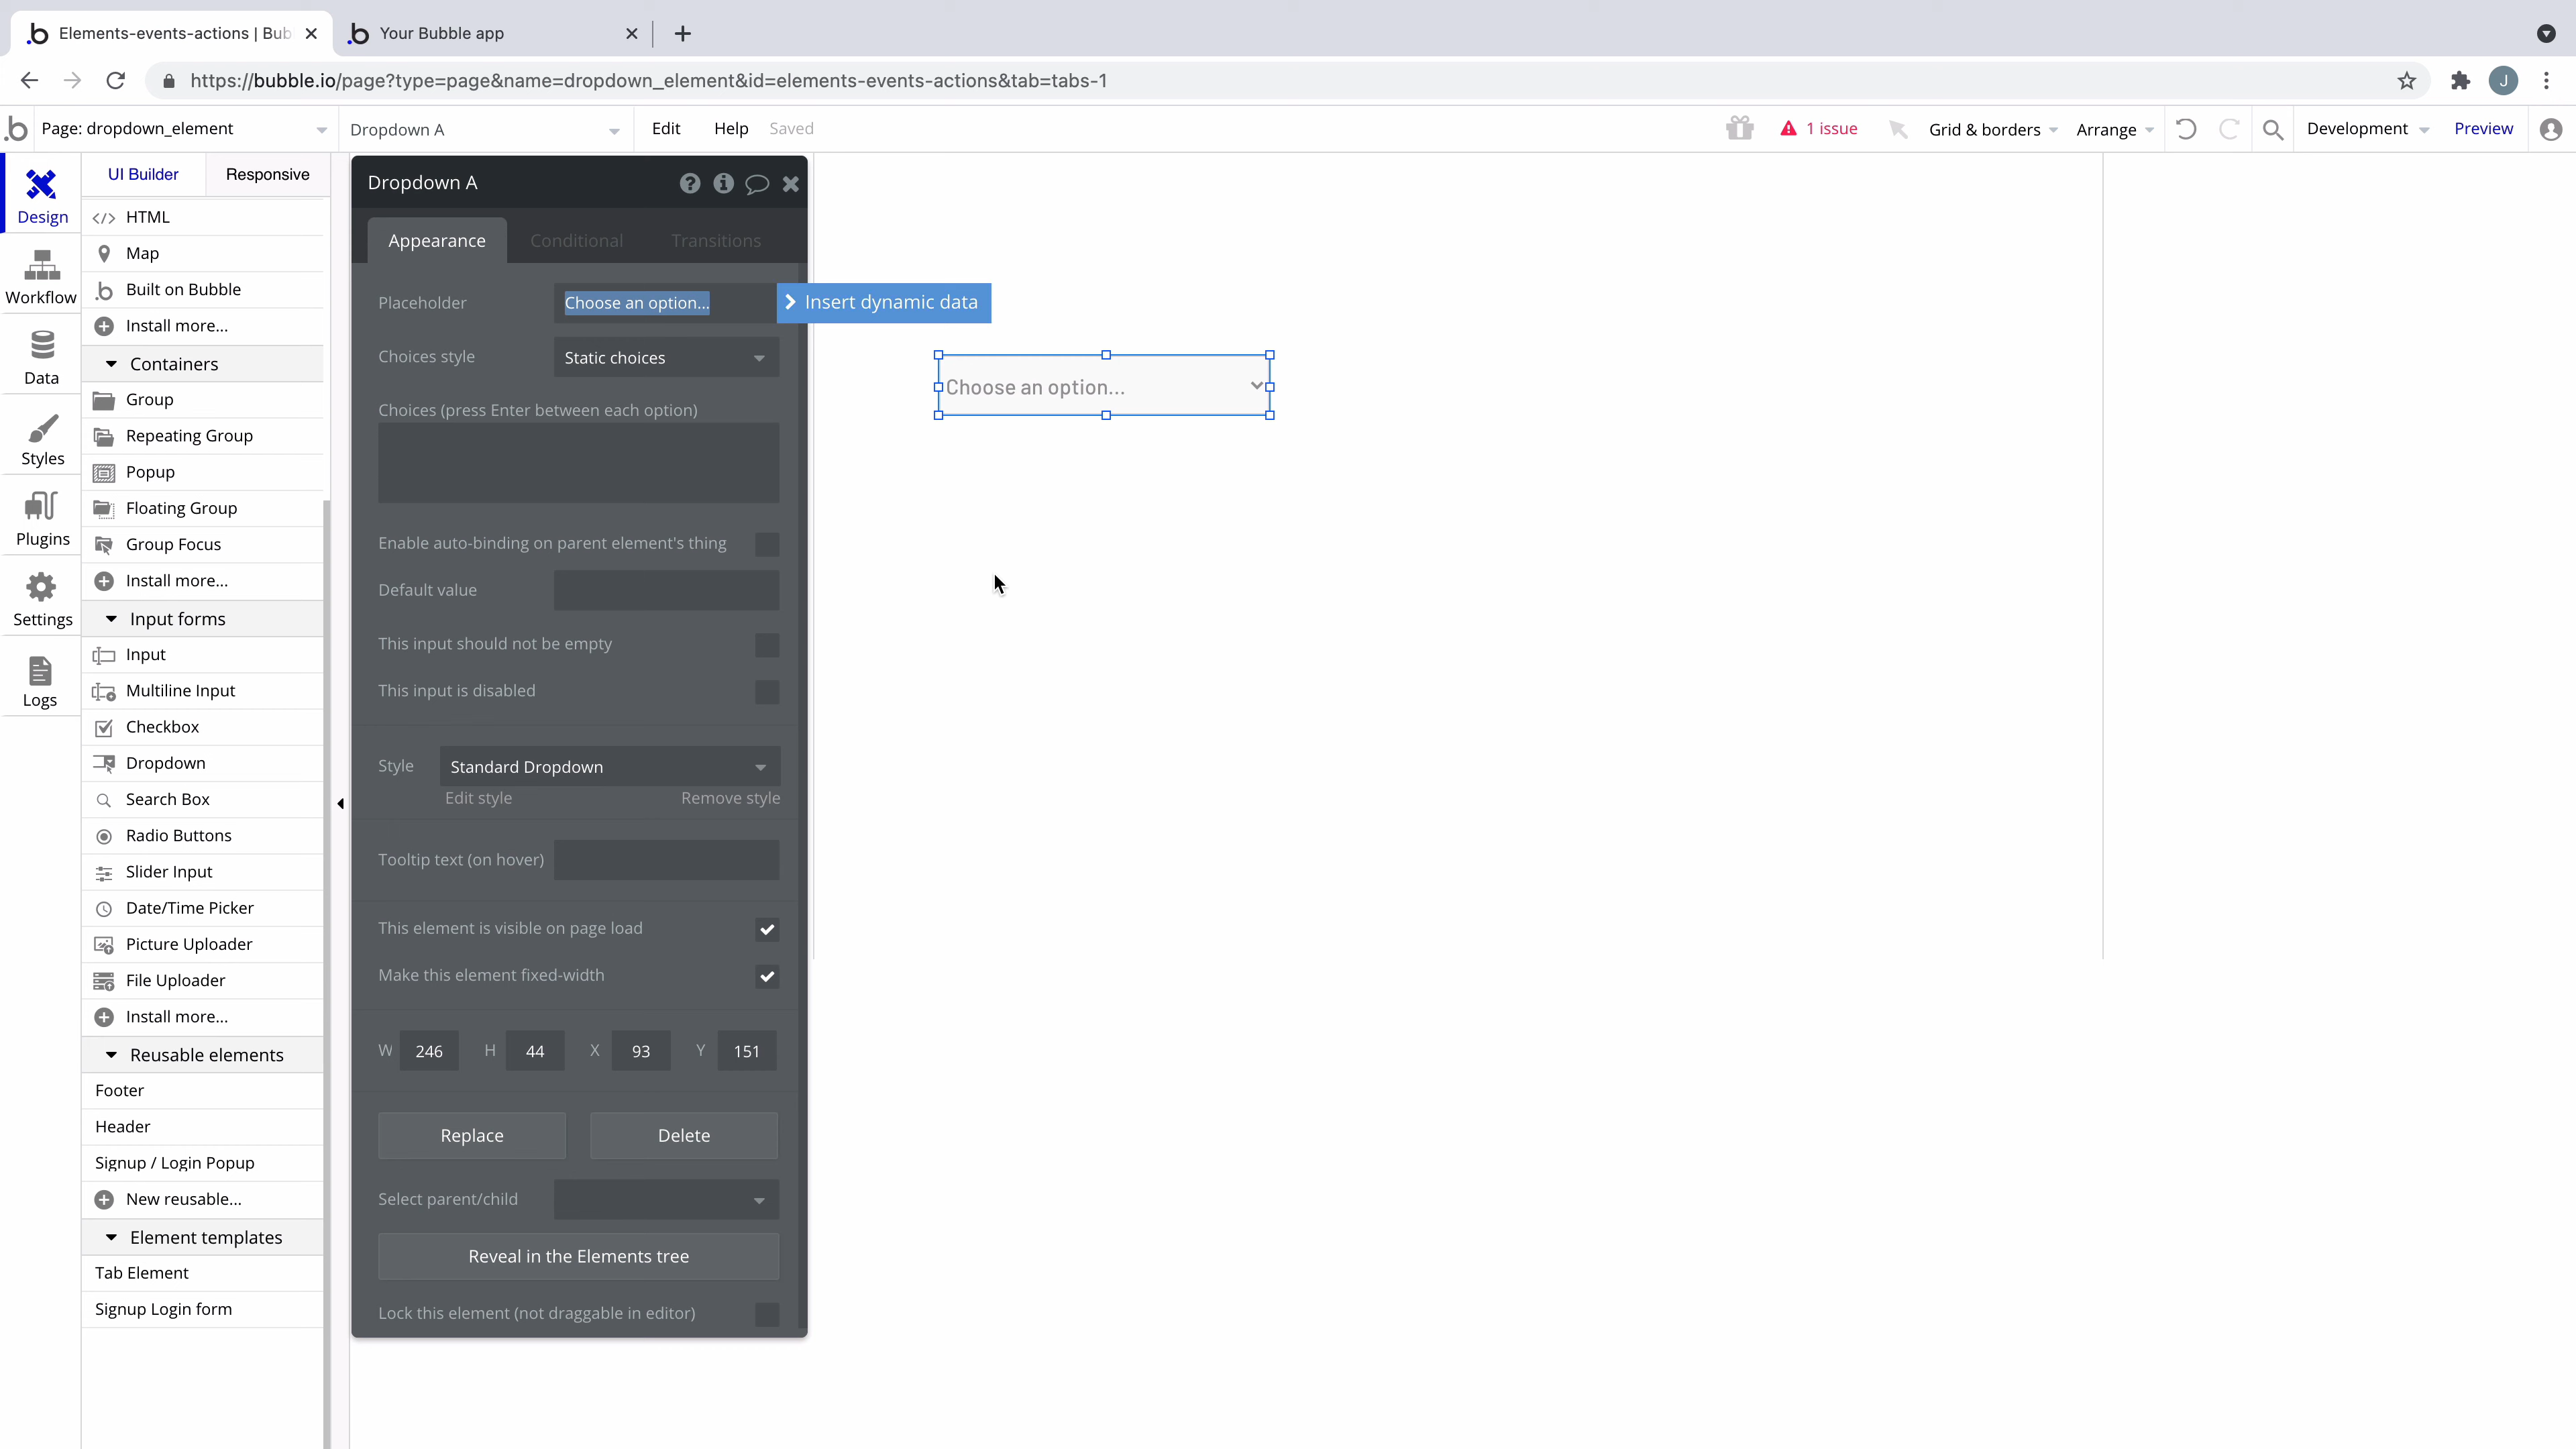 Elements-events-actions | Bub
Your Bubble app
https://bubble.io/page?type=page&name=dropdown_element&id=elements-events-actions&tab=tabs-1
J
Page: dropdown_element
Dropdown A
Edit
Help
Saved
1 issue
Grid & borders
Arrange
Development
Preview
Design
Workflow
Data
Styles
Plugins
Settings
Logs
UI Builder
Responsive
HTML
Map
Built on Bubble
Install more...
Containers
Group
Repeating Group
Popup
Floating Group
Group Focus
Install more...
Input forms
Input
Multiline Input
Checkbox
Dropdown
Search Box
Radio Buttons
Slider Input
Date/Time Picker
Picture Uploader
File Uploader
Install more...
Reusable elements
Footer
Header
Signup / Login Popup
New reusable...
Element templates
Tab Element
Signup Login form
Dropdown A
Appearance
Conditional
Transitions
Placeholder
Choose an option...
Insert dynamic data
Choices style
Static choices
Choices (press Enter between each option)
Enable auto-binding on parent element's thing
Default value
This input should not be empty
This input is disabled
Style
Standard Dropdown
Edit style
Remove style
Tooltip text (on hover)
This element is visible on page load
Make this element fixed-width
W 246 H 44 X 93 Y 151
Replace
Delete
Select parent/child
Reveal in the Elements tree
Lock this element (not draggable in editor)
Choose an option...